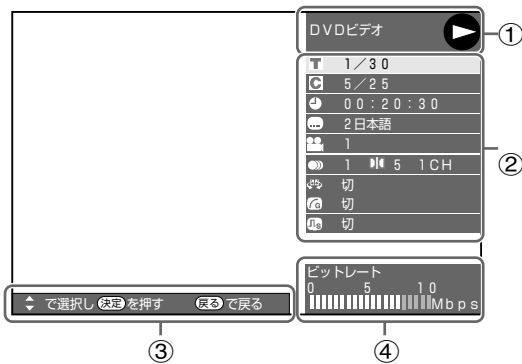 DVDビデオ
①
T 1/30
C 5/25
00:20:30
2日本語
1
②
1 5 1CH
切
G 切
S 切
ビットレート
0 5 10
Mbps
で選択し 決定 を押す 戻る で戻る
③ ④